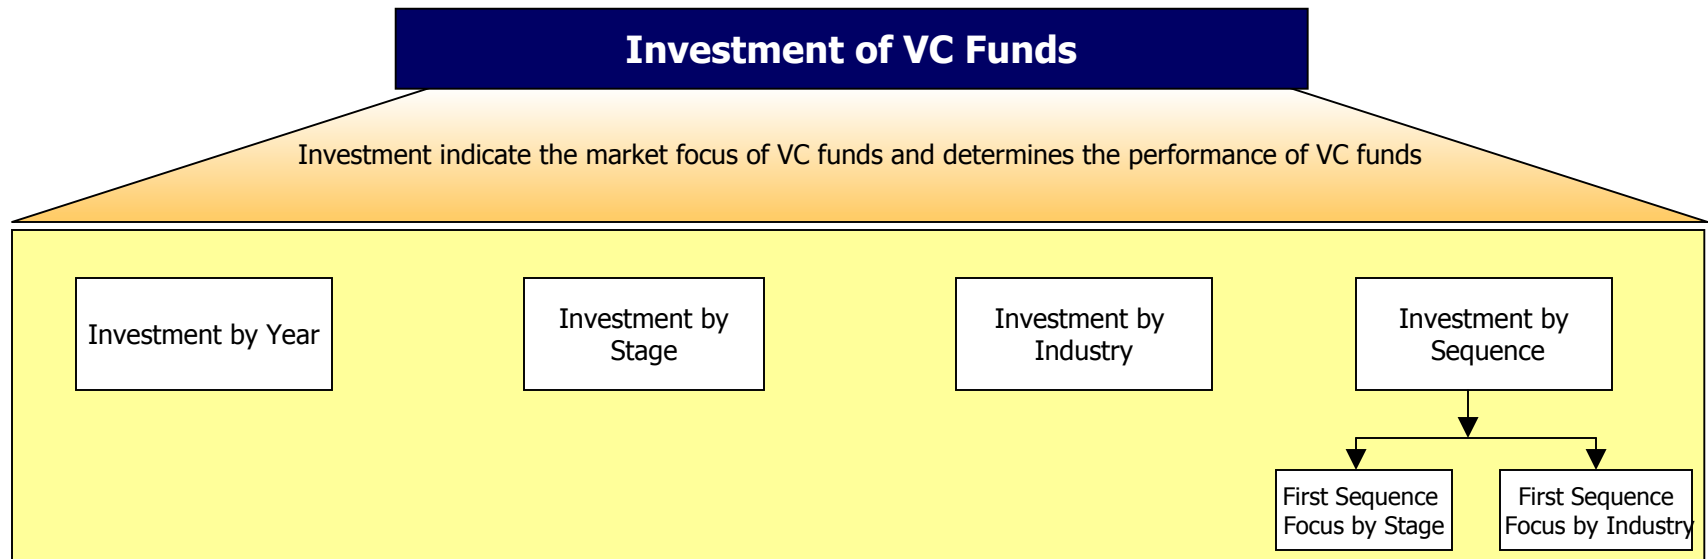 Investment of VC Funds
Investment indicate the market focus of VC funds and determines the performance of VC funds
Investment by Year
Investment by
Stage
Investment by
Industry
Investment by
Sequence
First Sequence
Focus by Stage
First Sequence
Focus by Industry